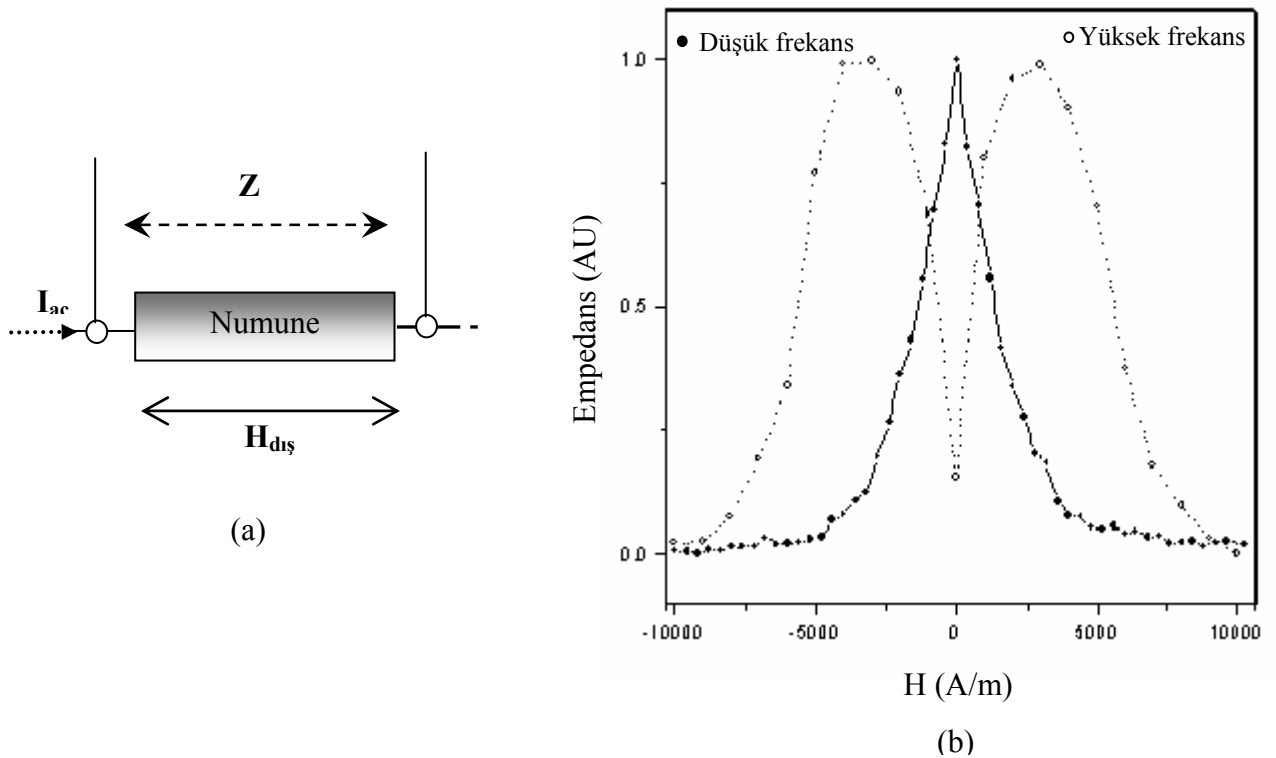 Z
I_ac
Numune
H_dış
(a)
● Düşük frekans
○ Yüksek frekans
Empedans (AU)
1.0
0.5
0.0
-10000 -5000 0 5000 10000
H (A/m)
(b)